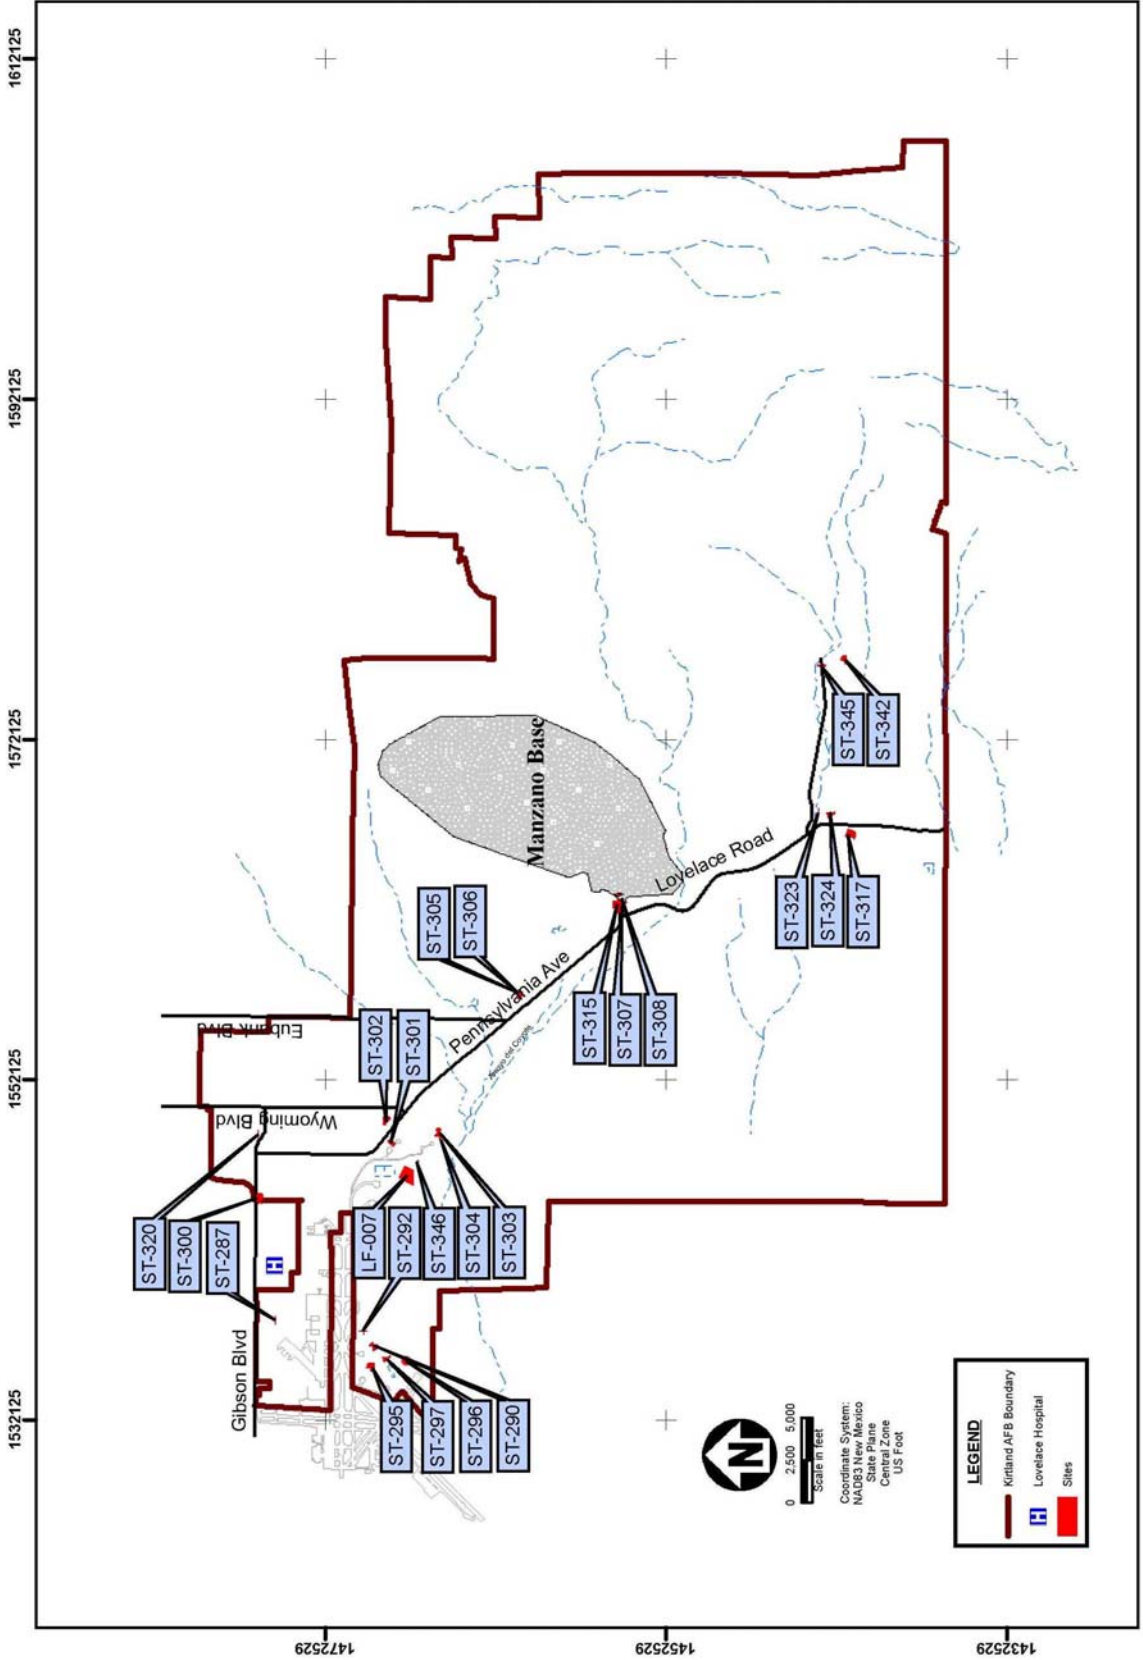 1532125
1552125
1572125
1592125
1612125
1472529
1452529
1432529
ST-320
ST-300
ST-287
Gibson Blvd
Wyoming Blvd
Eubank Blvd
ST-302
ST-301
ST-305
ST-306
Manzano Base
Pennsylvania Ave
Arroyo del Coyote
Lovelace Road
LF-007
ST-292
ST-346
ST-304
ST-303
ST-295
ST-297
ST-296
ST-290
ST-315
ST-307
ST-308
ST-323
ST-324
ST-317
ST-345
ST-342
H
N
0 2,500 5,000
Scale in feet
Coordinate System:
NAD83 New Mexico
State Plane
Central Zone
US Foot
LEGEND
Kirtland AFB Boundary
H Lovelace Hospital
Sites